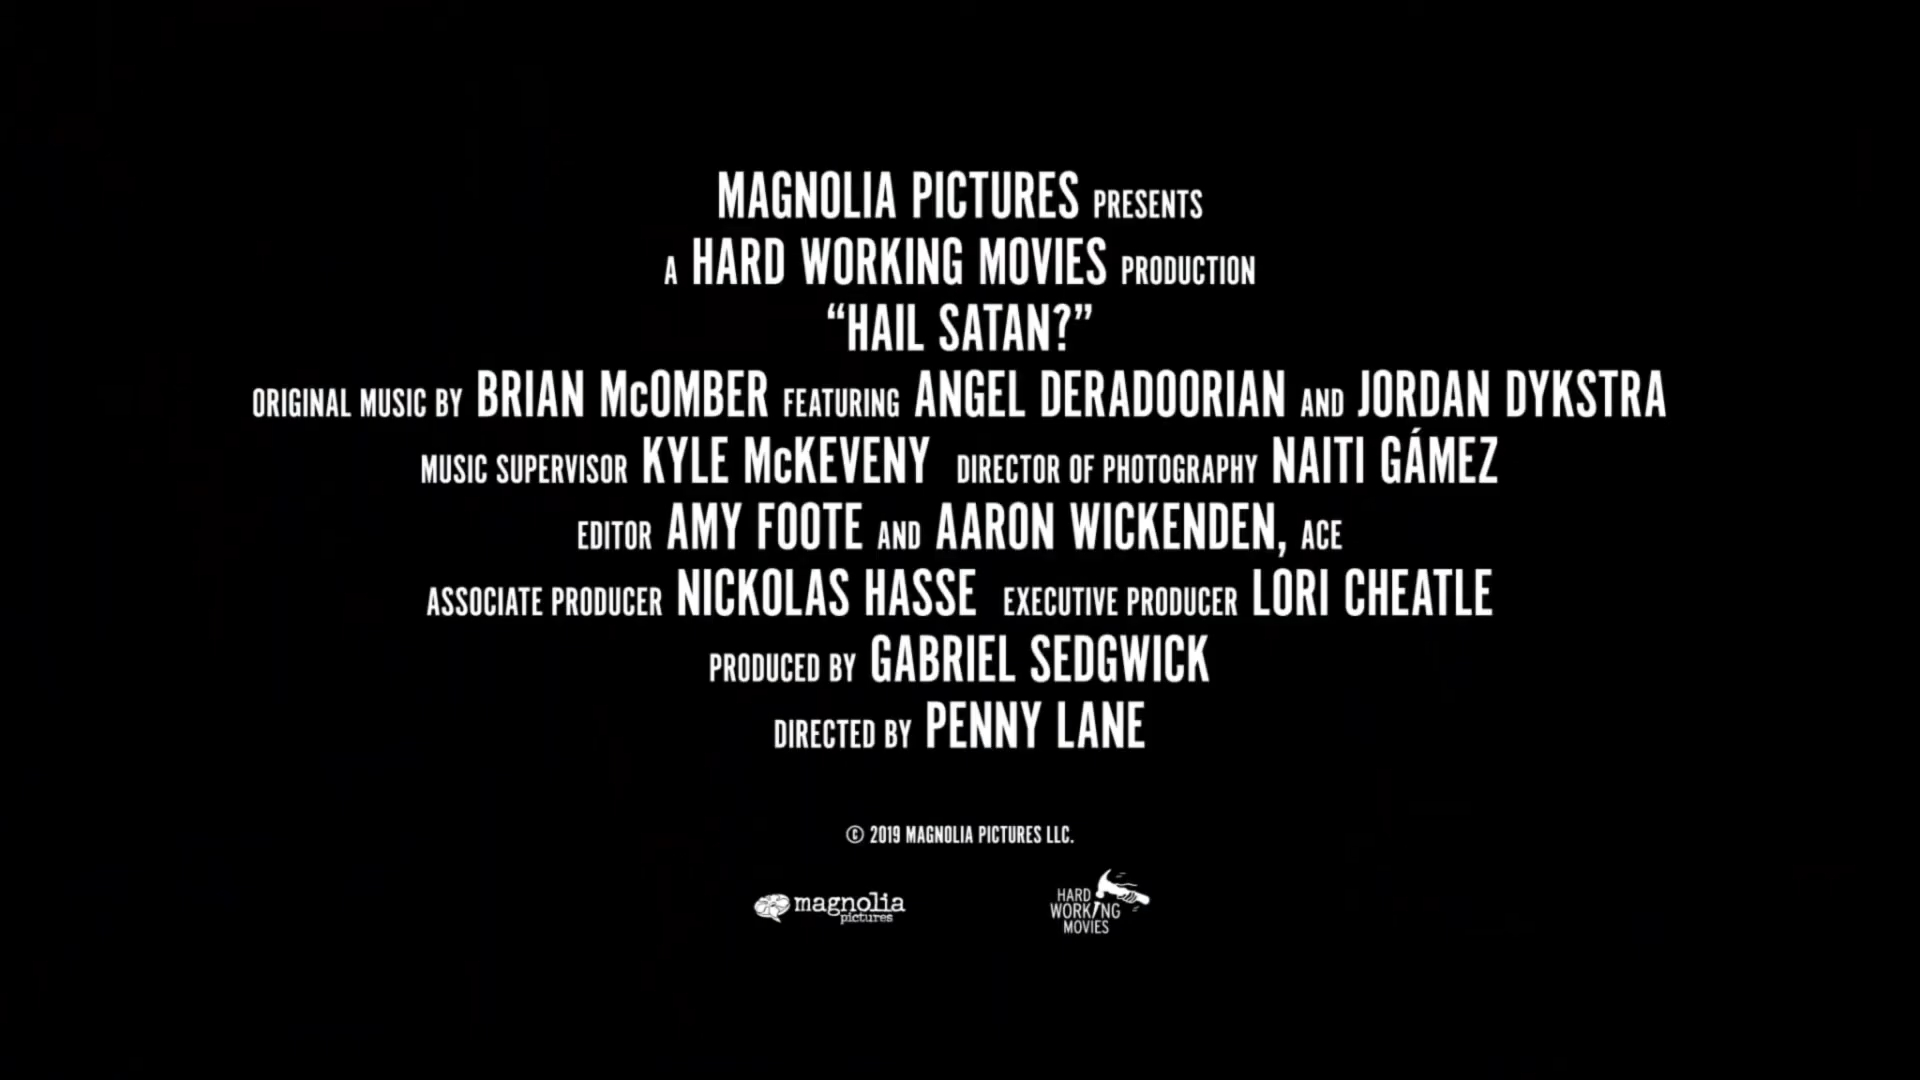 MAGNOLIA PICTURES PRESENTS
A HARD WORKING MOVIES PRODUCTION
“HAIL SATAN?”
ORIGINAL MUSIC BY BRIAN McOMBER FEATURING ANGEL DERADOORIAN AND JORDAN DYKSTRA
MUSIC SUPERVISOR KYLE McKEVENY DIRECTOR OF PHOTOGRAPHY NAITI GÁMEZ
EDITOR AMY FOOTE AND AARON WICKENDEN, ACE
ASSOCIATE PRODUCER NICKOLAS HASSE EXECUTIVE PRODUCER LORI CHEATLE
PRODUCED BY GABRIEL SEDGWICK
DIRECTED BY PENNY LANE
© 2019 MAGNOLIA PICTURES LLC.
magnolia
pictures
HARD
WORKING
MOVIES